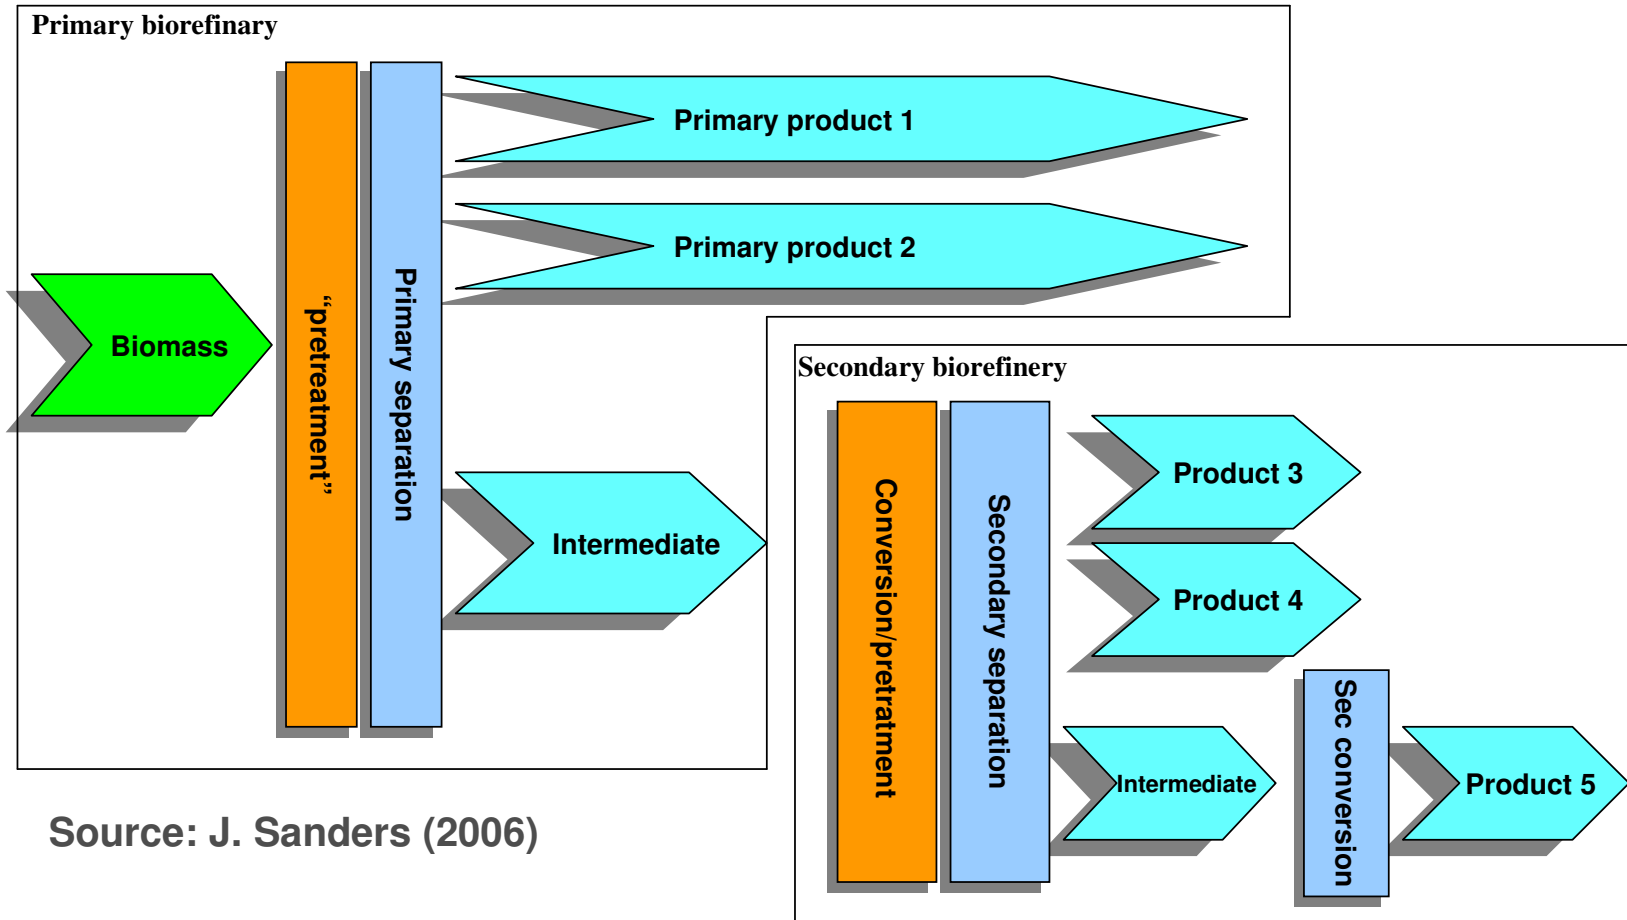 Primary biorefinary
Primary product 1
Primary product 2
Biomass
“pretreatment”
Primary separation
Intermediate
Secondary biorefinery
Conversion/pretratment
Secondary separation
Product 3
Product 4
Intermediate
Sec conversion
Product 5
Source: J. Sanders (2006)